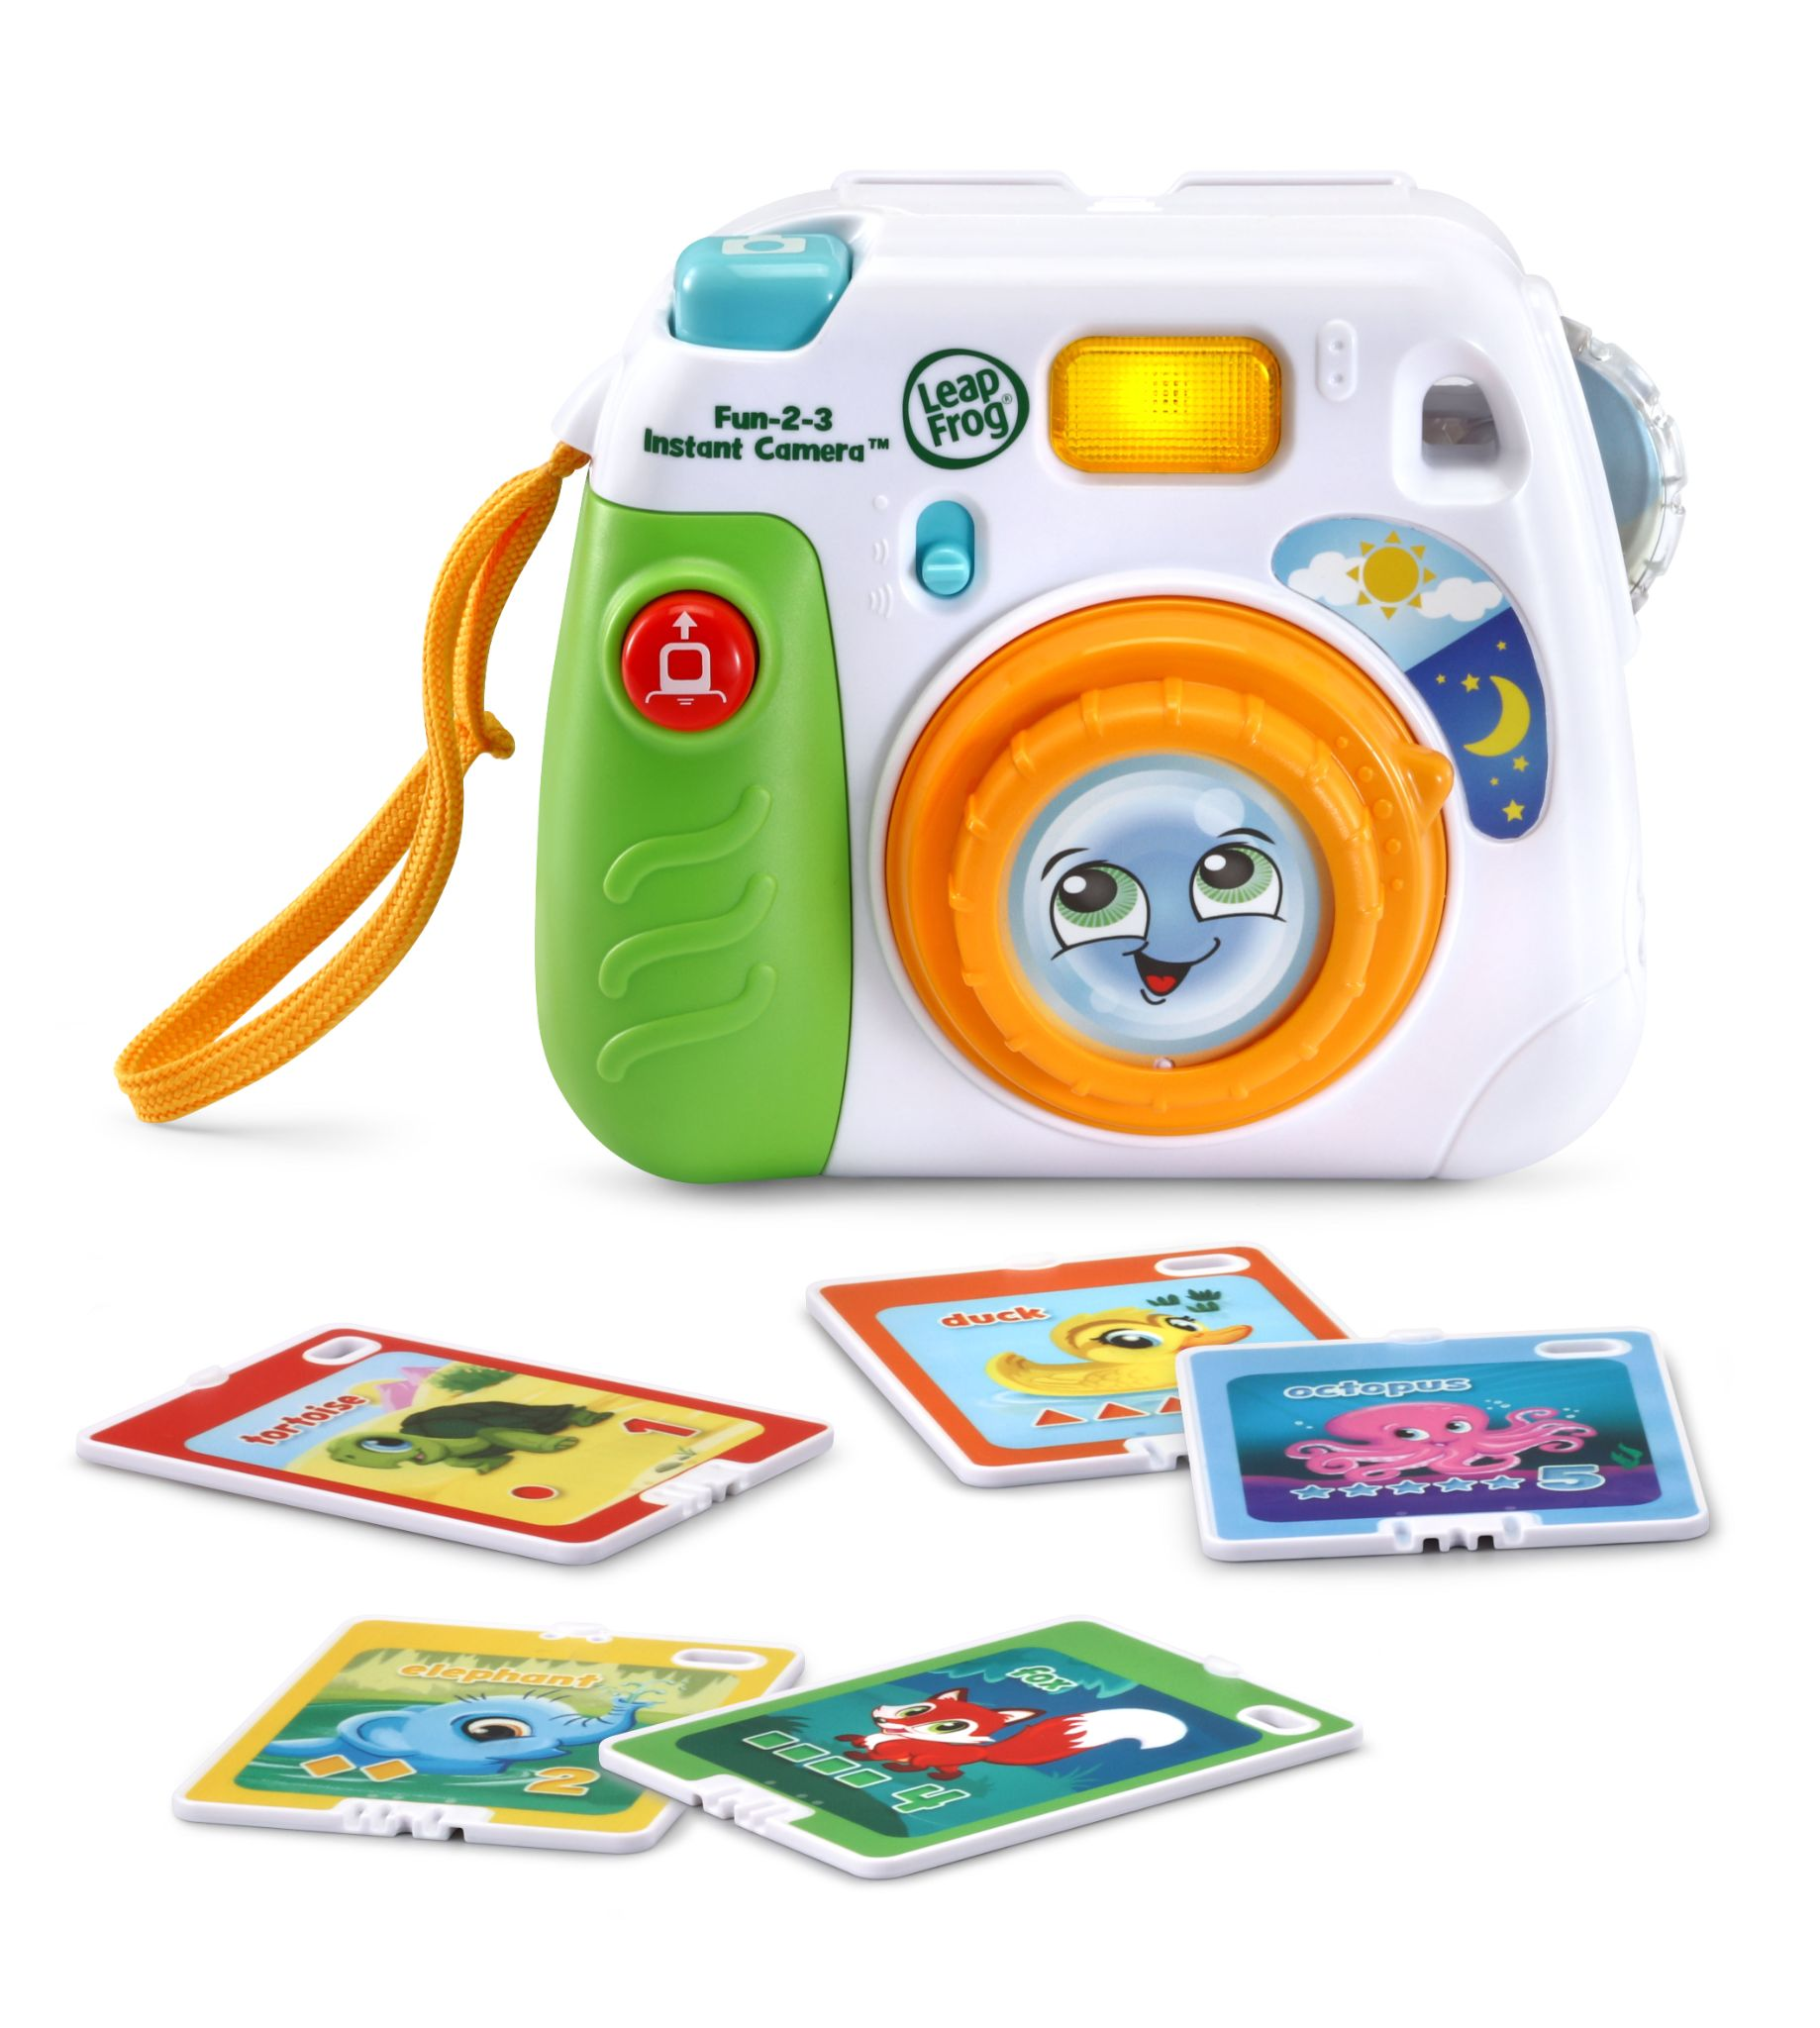 Leap
Frog®
Fun-2-3
Instant Camera™
duck
tortoise
1
octopus
5
elephant
2
fox
4